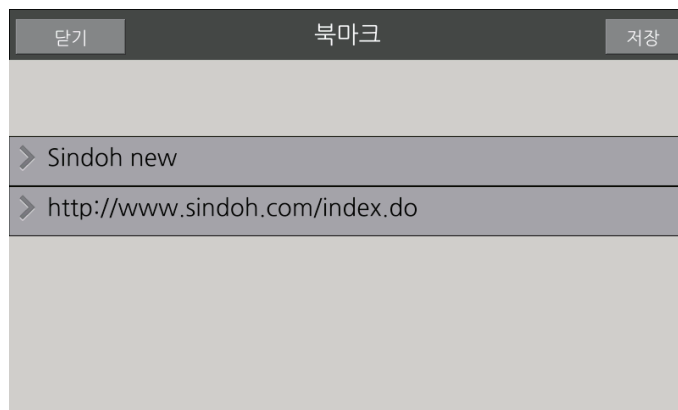 닫기 북마크 저장
Sindoh new
http://www.sindoh.com/index.do